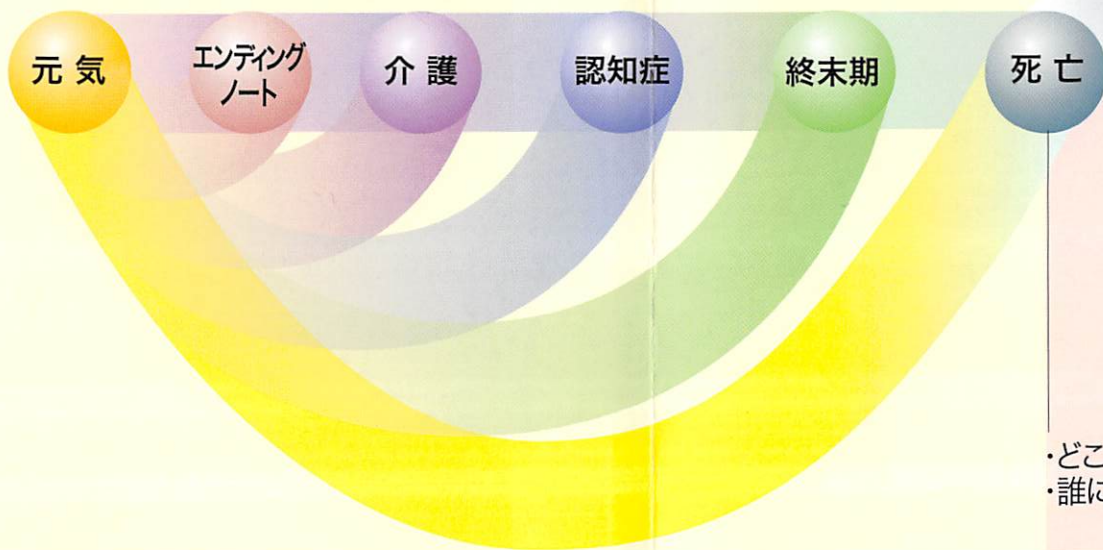 元気
エンディング
ノート
介護
認知症
終末期
死亡
・どこ
・誰に